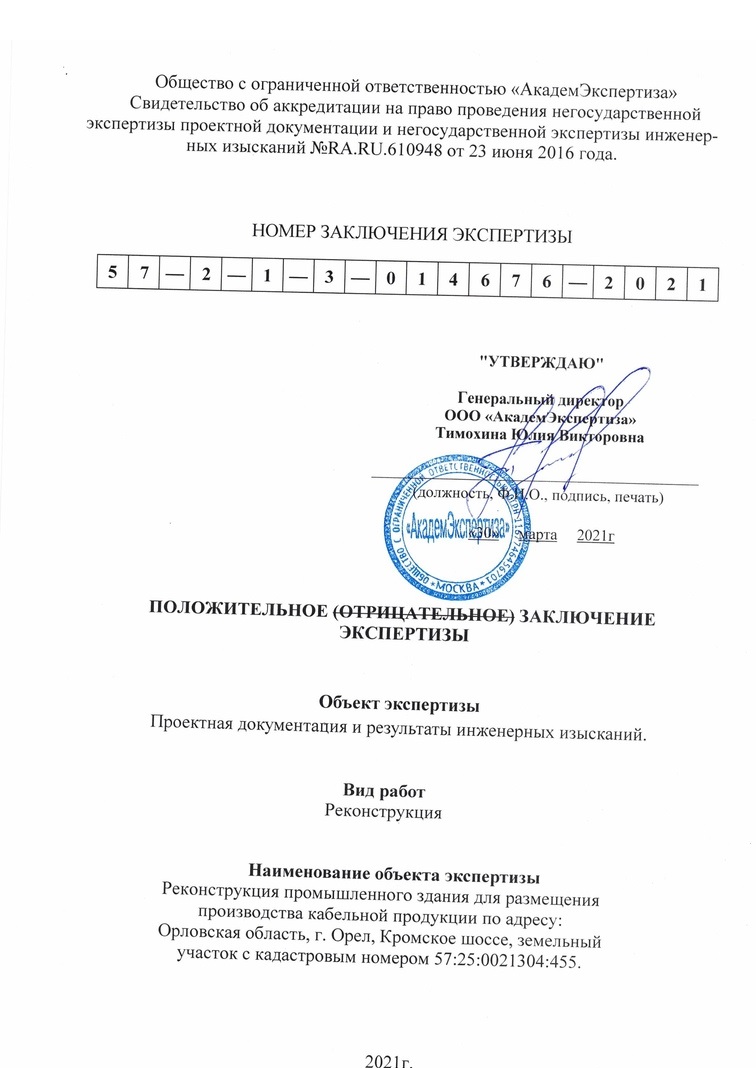 Общество с ограниченной ответственностью «АкадемЭкспертиза»
Свидетельство об аккредитации на право проведения негосударственной
экспертизы проектной документации и негосударственной экспертизы инженер-
ных изысканий №RA.RU.610948 от 23 июня 2016 года.
НОМЕР ЗАКЛЮЧЕНИЯ ЭКСПЕРТИЗЫ
5 7 — 2 — 1 — 3 — 0 1 4 6 7 6 — 2 0 2 1
"УТВЕРЖДАЮ"
Генеральный директор
ООО «АкадемЭкспертиза»
Тимохина Юлия Викторовна
(должность, Ф.И.О., подпись, печать)
ОБЩЕСТВО С ОГРАНИЧЕННОЙ ОТВЕТСТВЕННОСТЬЮ
«АкадемЭкспертиза»
* МОСКВА *
«30» марта 2021г
ПОЛОЖИТЕЛЬНОЕ (ОТРИЦАТЕЛЬНОЕ) ЗАКЛЮЧЕНИЕ
ЭКСПЕРТИЗЫ
Объект экспертизы
Проектная документация и результаты инженерных изысканий.
Вид работ
Реконструкция
Наименование объекта экспертизы
Реконструкция промышленного здания для размещения
производства кабельной продукции по адресу:
Орловская область, г. Орел, Кромское шоссе, земельный
участок с кадастровым номером 57:25:0021304:455.
2021г.